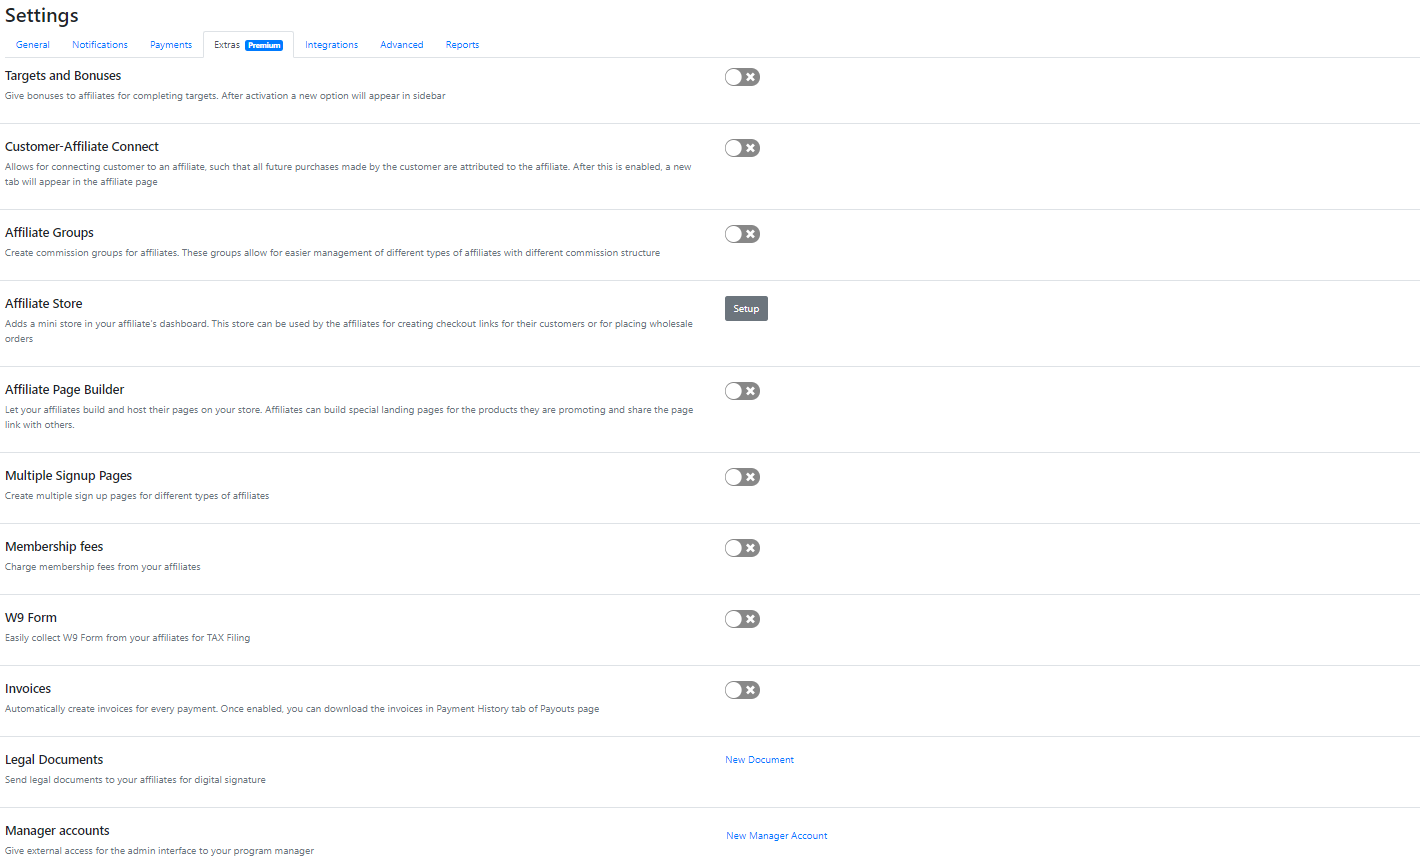 Settings
General Notifications Payments Extras Premium Integrations Advanced Reports
Targets and Bonuses
Give bonuses to affiliates for completing targets. After activation a new option will appear in sidebar
Customer-Affiliate Connect
Allows for connecting customer to an affiliate, such that all future purchases made by the customer are attributed to the affiliate. After this is enabled, a new
tab will appear in the affiliate page
Affiliate Groups
Create commission groups for affiliates. These groups allow for easier management of different types of affiliates with different commission structure
Affiliate Store
Setup
Adds a mini store in your affiliate's dashboard. This store can be used by the affiliates for creating checkout links for their customers or for placing wholesale
orders
Affiliate Page Builder
Let your affiliates build and host their pages on your store. Affiliates can build special landing pages for the products they are promoting and share the page
link with others.
Multiple Signup Pages
Create multiple sign up pages for different types of affiliates
Membership fees
Charge membership fees from your affiliates
W9 Form
Easily collect W9 Form from your affiliates for TAX Filing
Invoices
Automatically create invoices for every payment. Once enabled, you can download the invoices in Payment History tab of Payouts page
Legal Documents
New Document
Send legal documents to your affiliates for digital signature
Manager accounts
New Manager Account
Give external access for the admin interface to your program manager